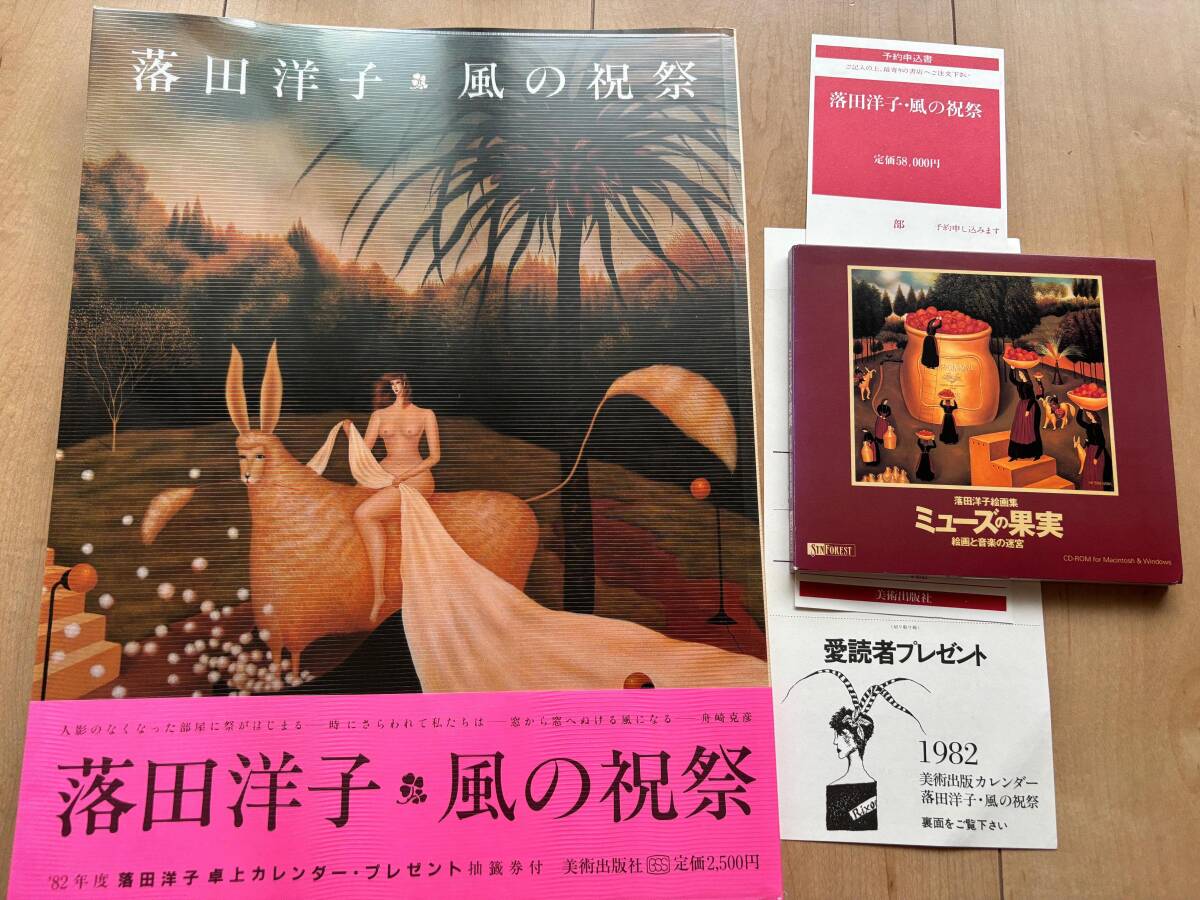 落田洋子 風の祝祭
人影のなくなった部屋に祭がはじまる──時にさらわれて私たちは──窓から窓へぬける風になる──舟崎克彦
落田洋子 風の祝祭
'82年度 落田洋子 卓上カレンダー・プレゼント 抽籤券付 美術出版社 BSS 定価2,500円
予約申込書
ご記入の上、最寄りの書店へご注文下さい
落田洋子・風の祝祭
定価58,000円
部 予約申し込みます
落田洋子絵画集
ミューズの果実
絵画と音楽の迷宮
SYNFOREST
CD-ROM for Macintosh & Windows
美術出版社
愛読者プレゼント
Rixon
1982
美術出版カレンダー
落田洋子・風の祝祭
裏面をご覧下さい